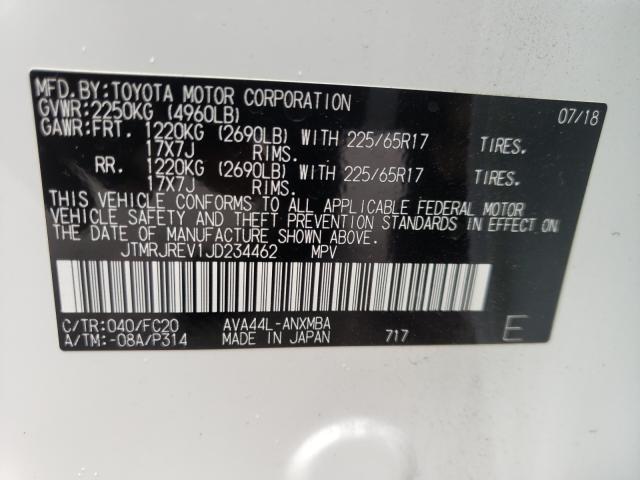 MFD.BY:TOYOTA MOTOR CORPORATION 07/18
GVWR:2250KG (4960LB)
GAWR:FRT. 1220KG (2690LB) WITH 225/65R17 TIRES.
17X7J RIMS.
RR. 1220KG (2690LB) WITH 225/65R17 TIRES.
17X7J RIMS.
THIS VEHICLE CONFORMS TO ALL APPLICABLE FEDERAL MOTOR
VEHICLE SAFETY AND THEFT PREVENTION STANDARDS IN EFFECT ON
THE DATE OF MANUFACTURE SHOWN ABOVE.
JTMRJREV1JD234462 MPV
C/TR:040/FC20 AVA44L-ANXMBA
A/TM:-08A/P314 MADE IN JAPAN 717 E